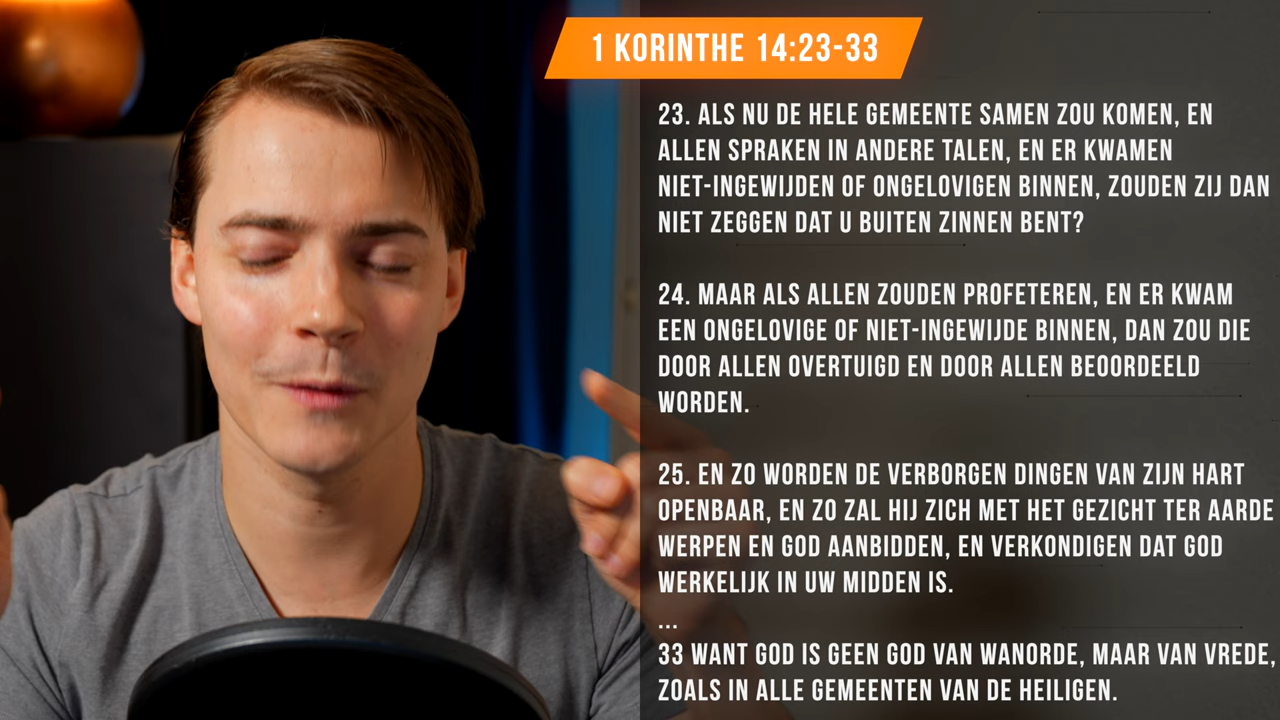 1 KORINTHE 14:23-33
23. ALS NU DE HELE GEMEENTE SAMEN ZOU KOMEN, EN
ALLEN SPRAKEN IN ANDERE TALEN, EN ER KWAMEN
NIET-INGEWIJDEN OF ONGELOVIGEN BINNEN, ZOUDEN ZIJ DAN
NIET ZEGGEN DAT U BUITEN ZINNEN BENT?
24. MAAR ALS ALLEN ZOUDEN PROFETEREN, EN ER KWAM
EEN ONGELOVIGE OF NIET-INGEWIJDE BINNEN, DAN ZOU DIE
DOOR ALLEN OVERTUIGD EN DOOR ALLEN BEOORDEELD
WORDEN.
25. EN ZO WORDEN DE VERBORGEN DINGEN VAN ZIJN HART
OPENBAAR, EN ZO ZAL HIJ ZICH MET HET GEZICHT TER AARDE
WERPEN EN GOD AANBIDDEN, EN VERKONDIGEN DAT GOD
WERKELIJK IN UW MIDDEN IS.
...
33 WANT GOD IS GEEN GOD VAN WANORDE, MAAR VAN VREDE,
ZOALS IN ALLE GEMEENTEN VAN DE HEILIGEN.